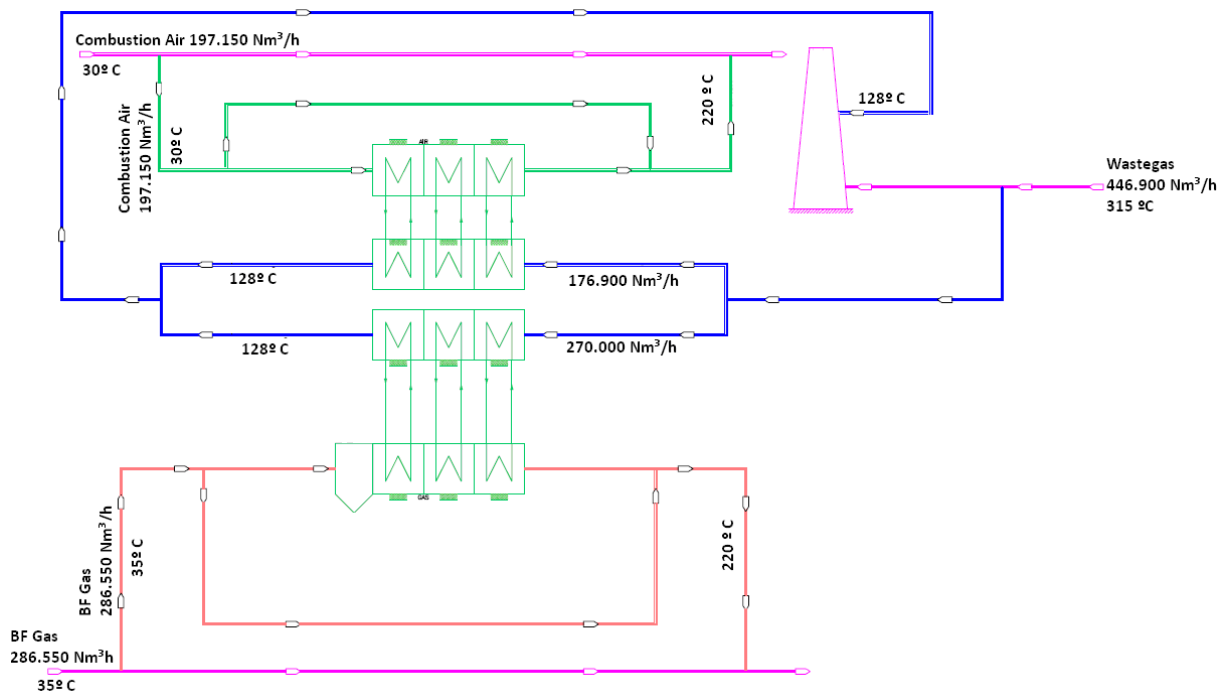 Combustion Air 197.150 Nm³/h
30º C
Combustion Air
197.150 Nm³/h
30º C
220 º C
128º C
AIR
Wastegas
446.900 Nm³/h
315 ºC
128º C
176.900 Nm³/h
128º C
270.000 Nm³/h
GAS
BF Gas
286.550 Nm³/h
35º C
220 º C
BF Gas
286.550 Nm³h
35º C